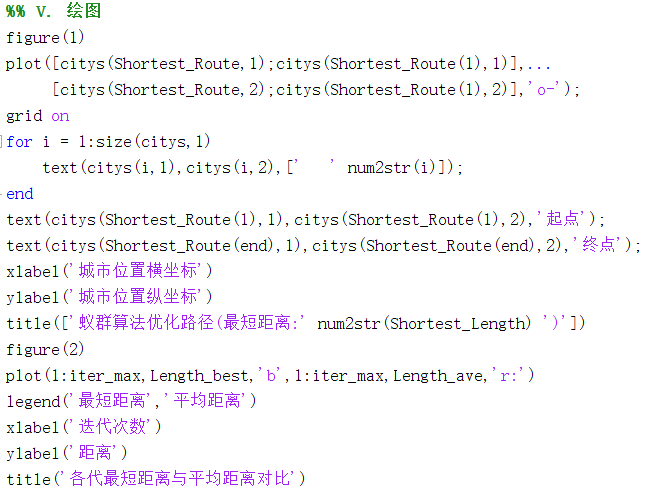 %% V. 绘图
figure(1)
plot([citys(Shortest_Route,1);citys(Shortest_Route(1),1)],...
     [citys(Shortest_Route,2);citys(Shortest_Route(1),2)],'o-');
grid on
for i = 1:size(citys,1)
    text(citys(i,1),citys(i,2),['   ' num2str(i)]);
end
text(citys(Shortest_Route(1),1),citys(Shortest_Route(1),2),'起点');
text(citys(Shortest_Route(end),1),citys(Shortest_Route(end),2),'终点');
xlabel('城市位置横坐标')
ylabel('城市位置纵坐标')
title(['蚁群算法优化路径(最短距离:' num2str(Shortest_Length) ')'])
figure(2)
plot(1:iter_max,Length_best,'b',1:iter_max,Length_ave,'r:')
legend('最短距离','平均距离')
xlabel('迭代次数')
ylabel('距离')
title('各代最短距离与平均距离对比')